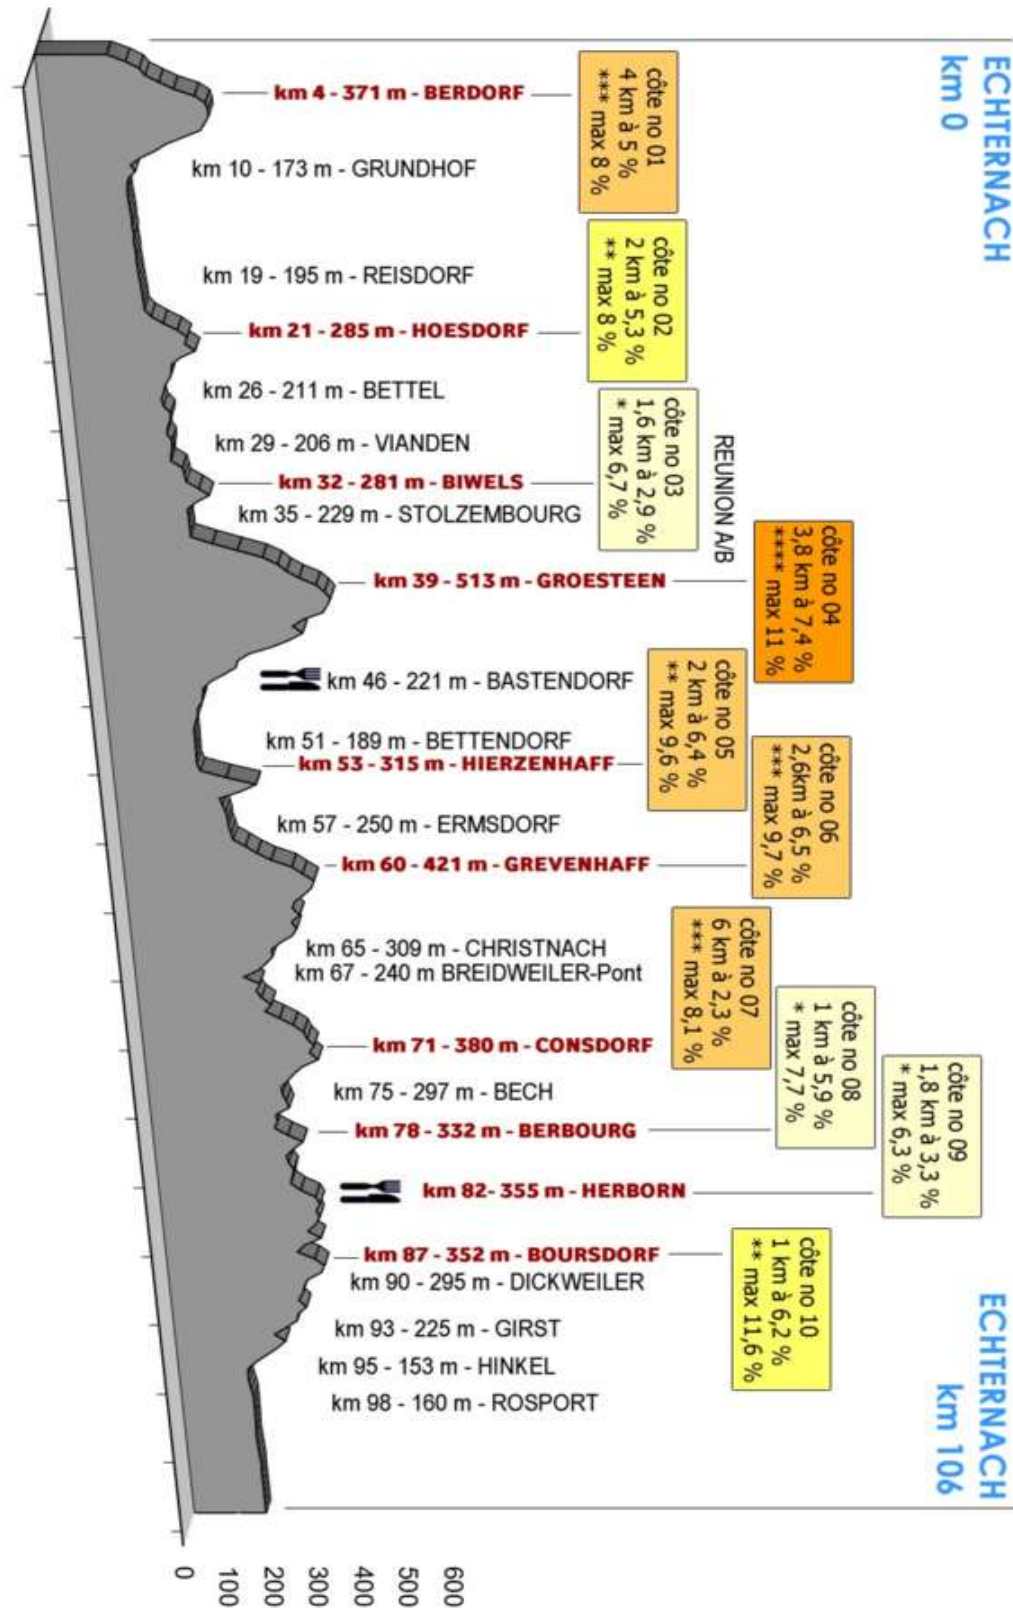 ECHTERNACH
km 0
côte no 01
4 km à 5 %
*** max 8 %
km 4 - 371 m - BERDORF
km 10 - 173 m - GRUNDHOF
km 19 - 195 m - REISDORF
côte no 02
2 km à 5,3 %
** max 8 %
km 21 - 285 m - HOESDORF
km 26 - 211 m - BETTEL
km 29 - 206 m - VIANDEN
côte no 03
1,6 km à 2,9 %
* max 6,7 %
km 32 - 281 m - BIWELS
REUNION A/B
km 35 - 229 m - STOLZEMBOURG
côte no 04
3,8 km à 7,4 %
**** max 11 %
km 39 - 513 m - GROESTEEN
km 46 - 221 m - BASTENDORF
km 51 - 189 m - BETTENDORF
côte no 05
2 km à 6,4 %
** max 9,6 %
km 53 - 315 m - HIERZENHAFF
km 57 - 250 m - ERMSDORF
côte no 06
2,6km à 6,5 %
*** max 9,7 %
km 60 - 421 m - GREVENHAFF
km 65 - 309 m - CHRISTNACH
km 67 - 240 m BREIDWEILER-Pont
côte no 07
6 km à 2,3 %
*** max 8,1 %
km 71 - 380 m - CONSDORF
km 75 - 297 m - BECH
côte no 08
1 km à 5,9 %
* max 7,7 %
km 78 - 332 m - BERBOURG
côte no 09
1,8 km à 3,3 %
* max 6,3 %
km 82- 355 m - HERBORN
côte no 10
1 km à 6,2 %
** max 11,6 %
km 87 - 352 m - BOURSDORF
km 90 - 295 m - DICKWEILER
km 93 - 225 m - GIRST
km 95 - 153 m - HINKEL
km 98 - 160 m - ROSPORT
ECHTERNACH
km 106
600
500
400
300
200
100
0